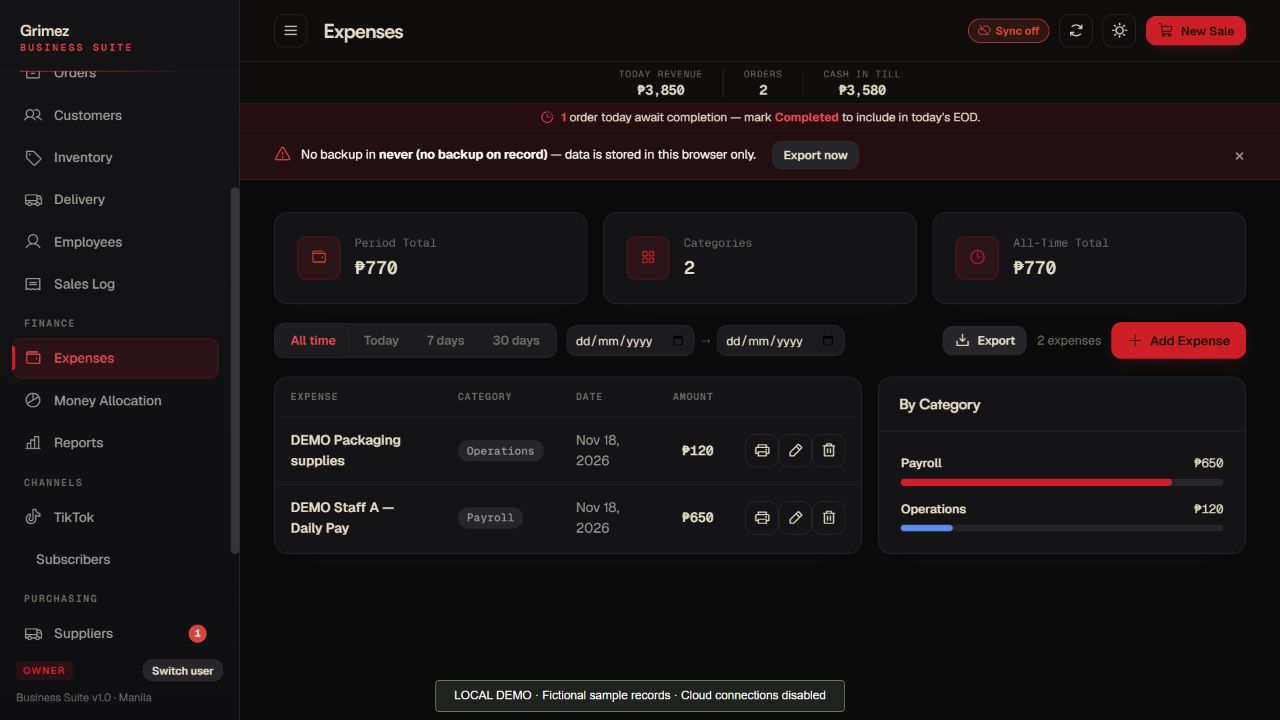 Grimez
BUSINESS SUITE
Orders
Customers
Inventory
Delivery
Employees
Sales Log
FINANCE
Expenses
Money Allocation
Reports
CHANNELS
TikTok
Subscribers
PURCHASING
Suppliers 1
OWNER Switch user
Business Suite v1.0 · Manila
Expenses
Sync off
New Sale
TODAY REVENUE ORDERS CASH IN TILL
₱3,850 2 ₱3,580
1 order today await completion — mark Completed to include in today's EOD.
No backup in never (no backup on record) — data is stored in this browser only. Export now ×
Period Total
₱770
Categories
2
All-Time Total
₱770
All time Today 7 days 30 days dd/mm/yyyy → dd/mm/yyyy Export 2 expenses + Add Expense
EXPENSE CATEGORY DATE AMOUNT
DEMO Packaging supplies Operations Nov 18, 2026 ₱120
DEMO Staff A — Daily Pay Payroll Nov 18, 2026 ₱650
By Category
Payroll ₱650
Operations ₱120
LOCAL DEMO · Fictional sample records · Cloud connections disabled